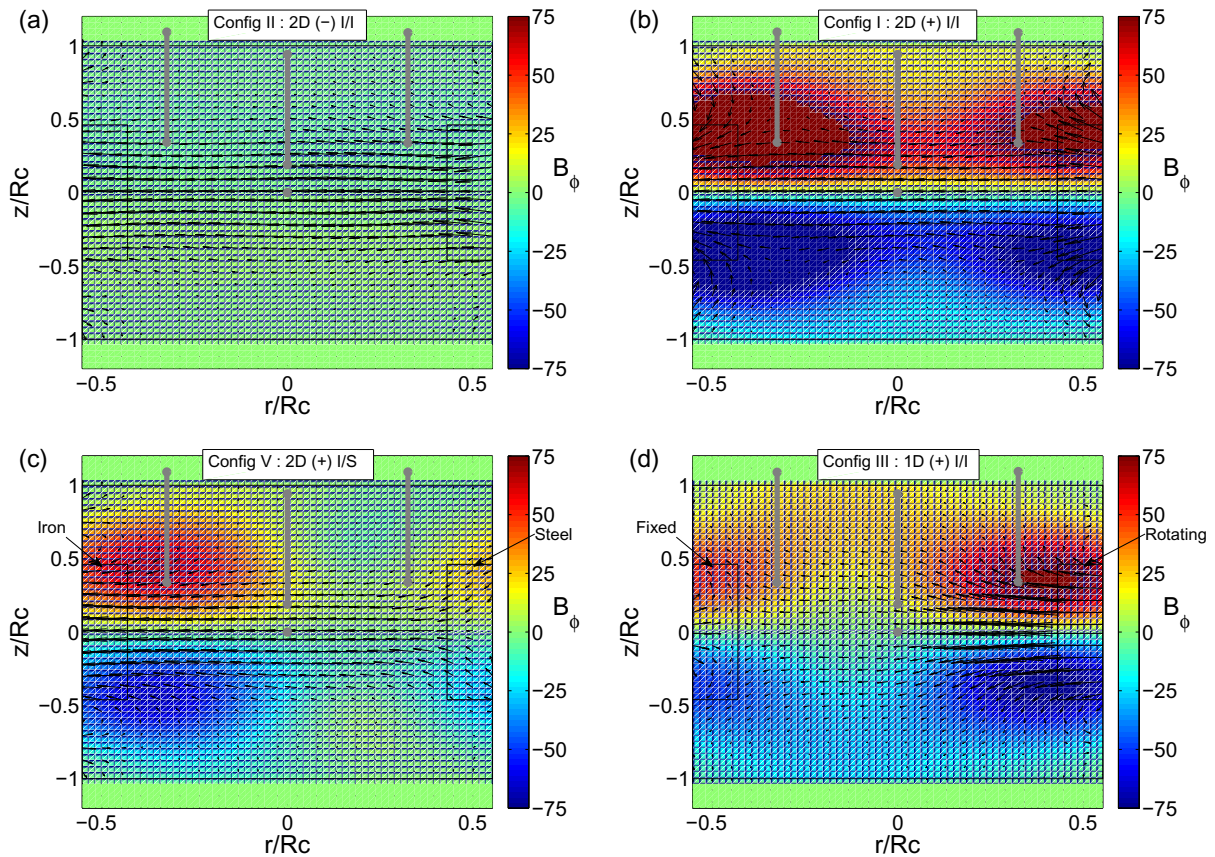 (a)
Config II : 2D (−) I/I
1
0.5
0
−0.5
−1
z/Rc
−0.5
0
0.5
r/Rc
75
50
25
0
−25
−50
−75
Bϕ
(b)
Config I : 2D (+) I/I
1
0.5
0
−0.5
−1
z/Rc
−0.5
0
0.5
r/Rc
75
50
25
0
−25
−50
−75
Bϕ
(c)
Config V : 2D (+) I/S
Iron
Steel
1
0.5
0
−0.5
−1
z/Rc
−0.5
0
0.5
r/Rc
75
50
25
0
−25
−50
−75
Bϕ
(d)
Config III : 1D (+) I/I
Fixed
Rotating
1
0.5
0
−0.5
−1
z/Rc
−0.5
0
0.5
r/Rc
75
50
25
0
−25
−50
−75
Bϕ